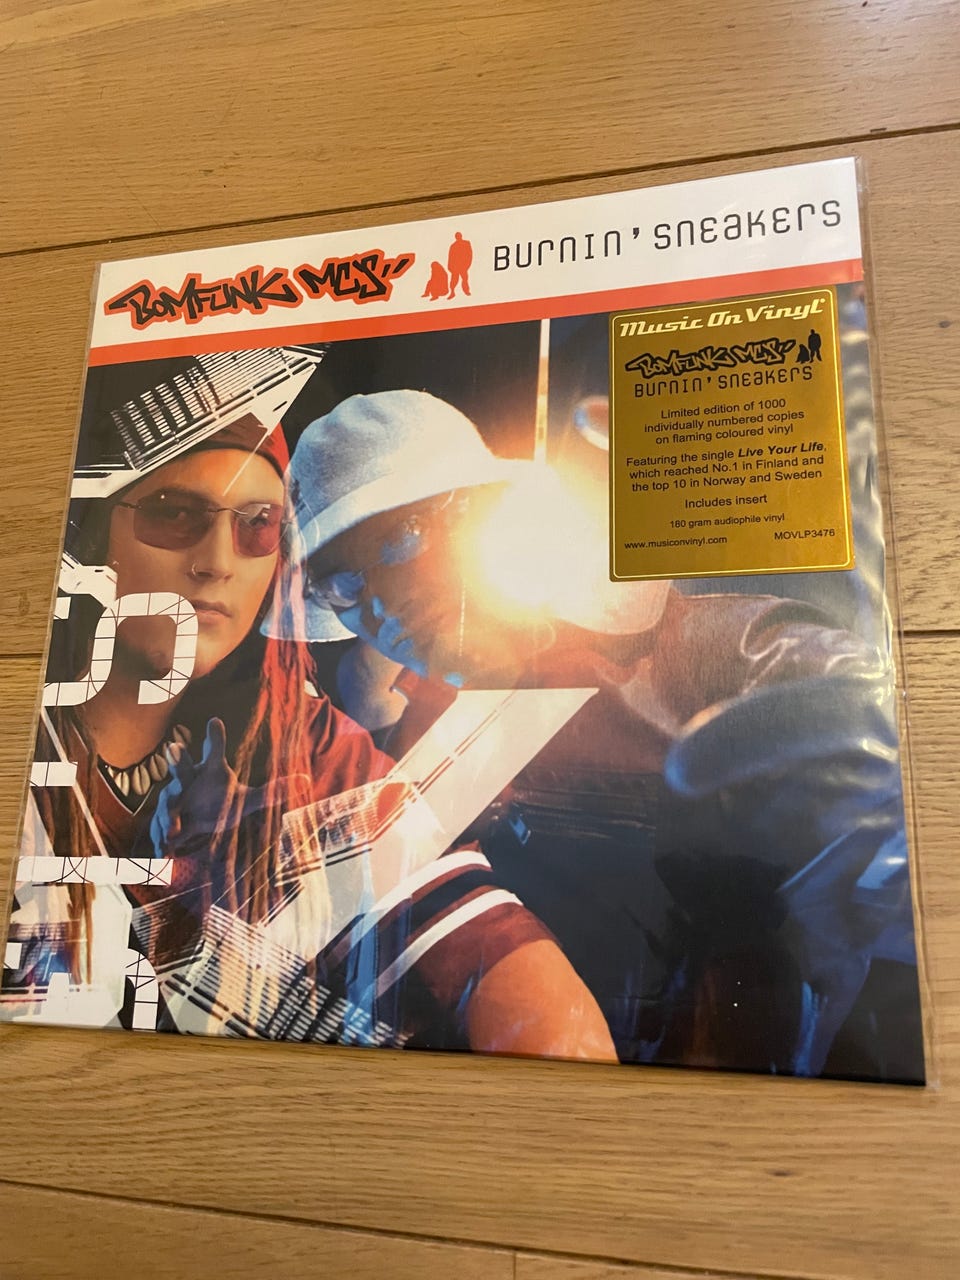 BOMFUNK MC'S
BURNIN' SNEAKERS
Music On Vinyl
BOMFUNK MC'S
BURNIN' SNEAKERS
Limited edition of 1000
individually numbered copies
on flaming coloured vinyl
Featuring the single Live Your Life,
which reached No.1 in Finland and
the top 10 in Norway and Sweden
Includes insert
180 gram audiophile vinyl
www.musiconvinyl.com
MOVLP3476